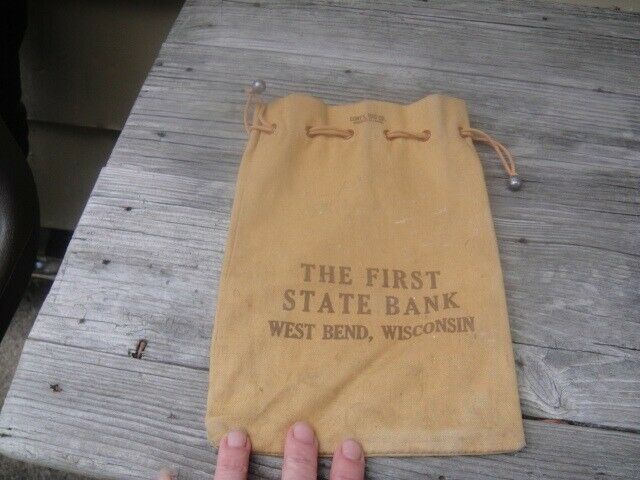 THE FIRST
STATE BANK
WEST BEND, WISCONSIN